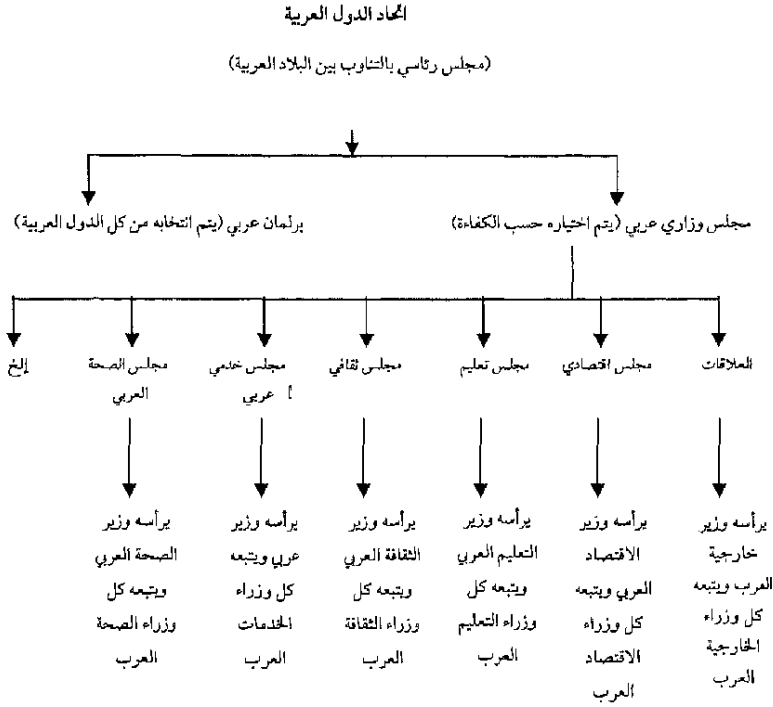 اتحاد الدول العربية
(مجلس رئاسي بالتناوب بين البلاد العربية)
مجلس وزاري عربي (يتم اختياره حسب الكفاءة)
برلمان عربي (يتم انتخابه من كل الدول العربية)
العلاقات
مجلس اقتصادي
مجلس تعليم
مجلس ثقافي
مجلس خدمي
عربي
مجلس الصحة
العربي
إلخ
يرأسه وزير
خارجية
العرب ويتبعه
كل وزراء
الخارجية
العرب
يرأسه وزير
الاقتصاد
العربي ويتبعه
كل وزراء
الاقتصاد
العرب
يرأسه وزير
التعليم العربي
ويتبعه كل
وزراء التعليم
العرب
يرأسه وزير
الثقافة العربي
ويتبعه كل
وزراء الثقافة
العرب
يرأسه وزير
عربي ويتبعه
كل وزراء
الخدمات
العرب
يرأسه وزير
الصحة العربي
ويتبعه كل
وزراء الصحة
العرب